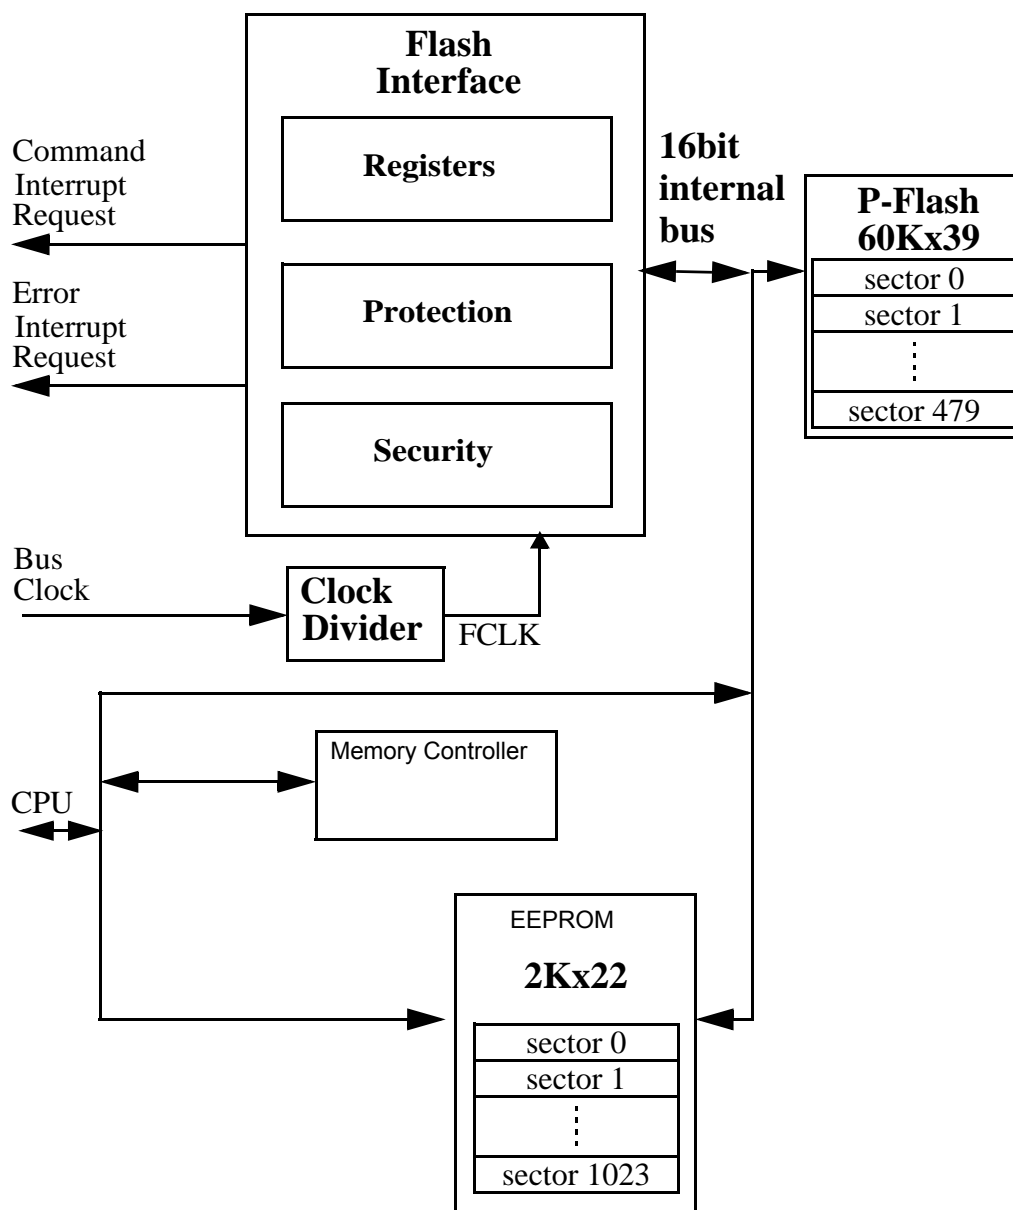 Flash
Interface
Registers
Protection
Security
Command
Interrupt
Request
Error
Interrupt
Request
16bit
internal
bus
P-Flash
60Kx39
sector 0
sector 1
sector 479
Bus
Clock
Clock
Divider
FCLK
Memory Controller
CPU
EEPROM
2Kx22
sector 0
sector 1
sector 1023